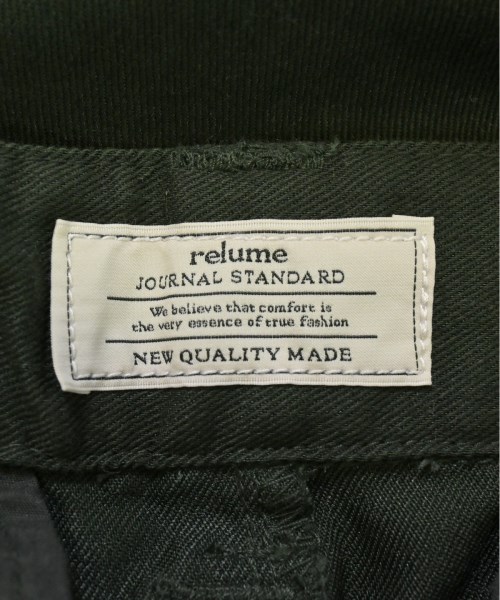 relume
JOURNAL STANDARD
We believe that comfort is
the very essence of true fashion
NEW QUALITY MADE